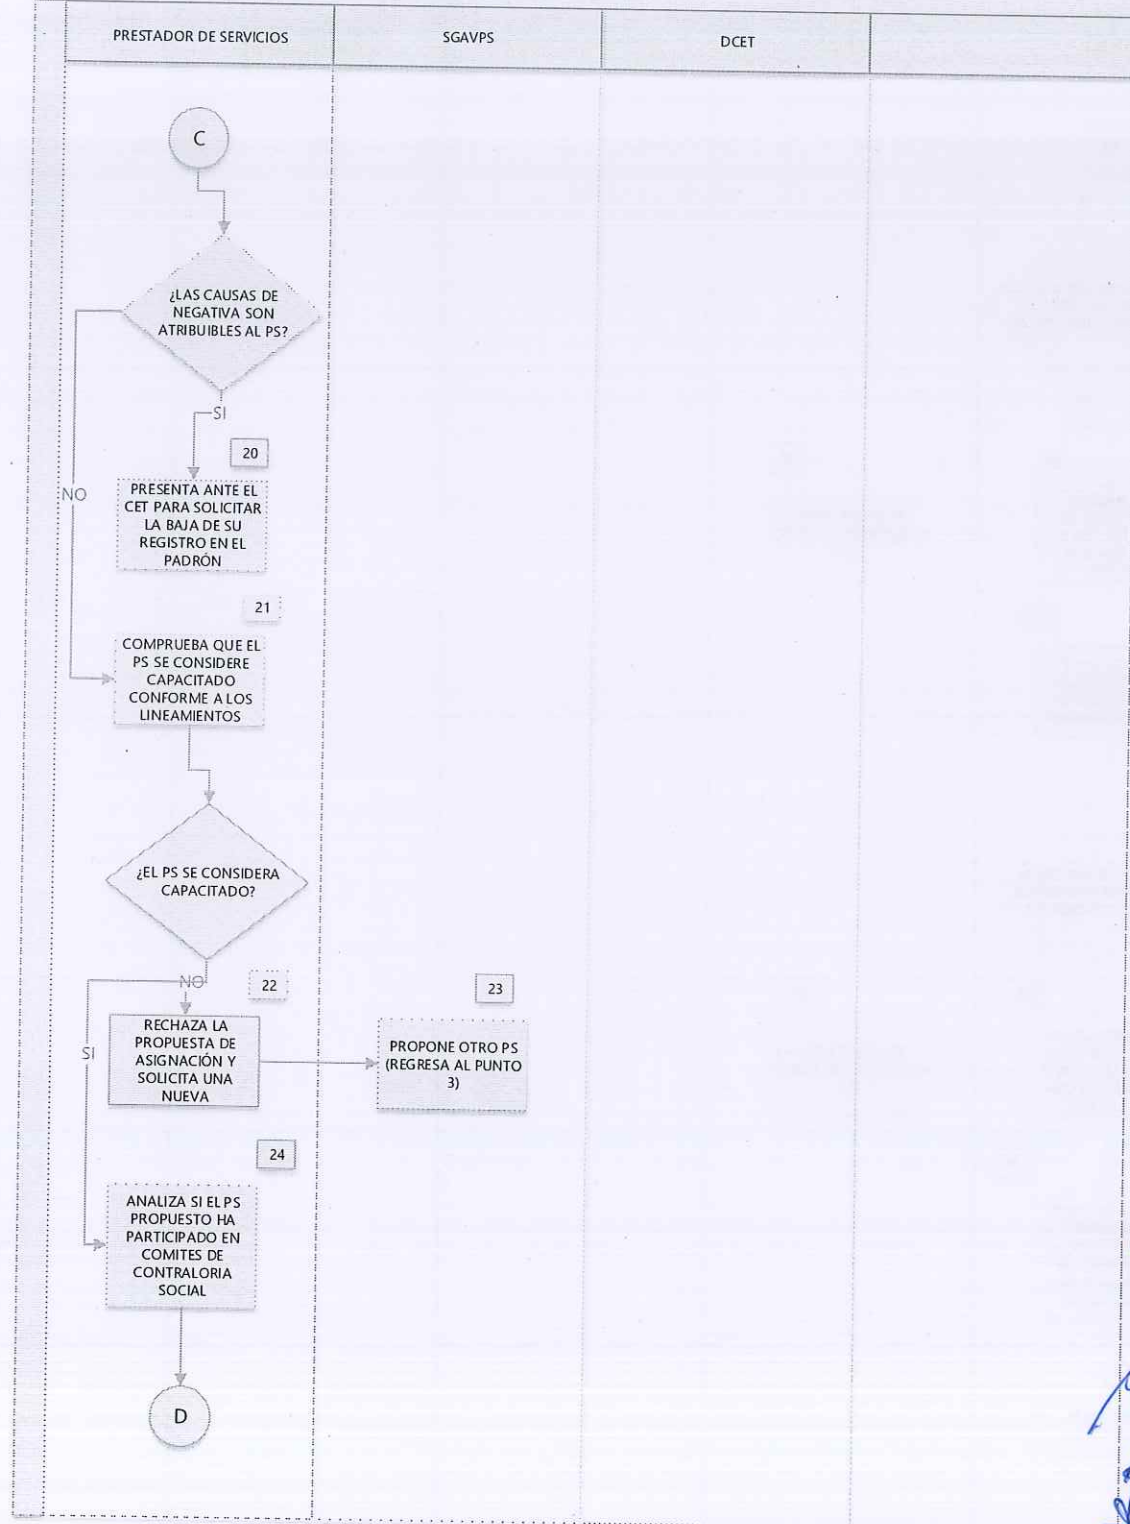 PRESTADOR DE SERVICIOS
SGAVPS
DCET
C
¿LAS CAUSAS DE
NEGATIVA SON
ATRIBUIBLES AL PS?
SI
20
NO
PRESENTA ANTE EL
CET PARA SOLICITAR
LA BAJA DE SU
REGISTRO EN EL
PADRÓN
21
COMPRUEBA QUE EL
PS SE CONSIDERE
CAPACITADO
CONFORME A LOS
LINEAMIENTOS
¿EL PS SE CONSIDERA
CAPACITADO?
NO
22
23
SI
RECHAZA LA
PROPUESTA DE
ASIGNACIÓN Y
SOLICITA UNA
NUEVA
PROPONE OTRO PS
(REGRESA AL PUNTO
3)
24
ANALIZA SI EL PS
PROPUESTO HA
PARTICIPADO EN
COMITES DE
CONTRALORIA
SOCIAL
D